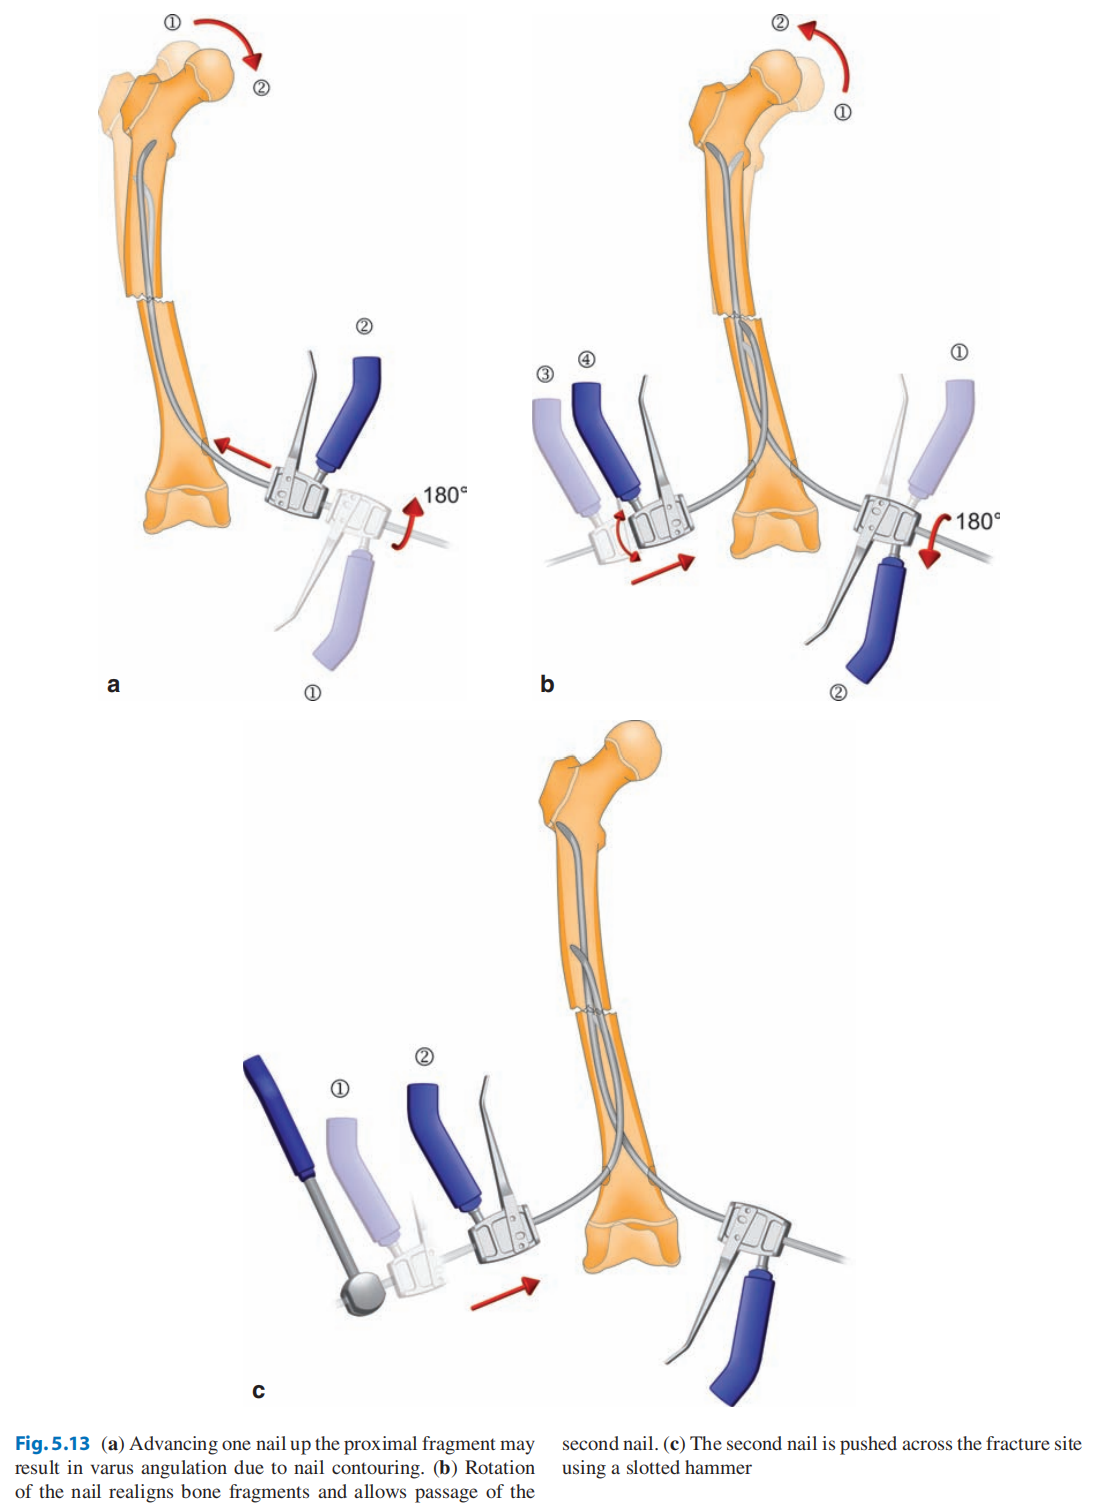 ①
②
②
180°
①
a
②
①
③
④
①
180°
②
b
①
②
c
Fig. 5.13 (a) Advancing one nail up the proximal fragment may
result in varus angulation due to nail contouring. (b) Rotation
of the nail realigns bone fragments and allows passage of the
second nail. (c) The second nail is pushed across the fracture site
using a slotted hammer